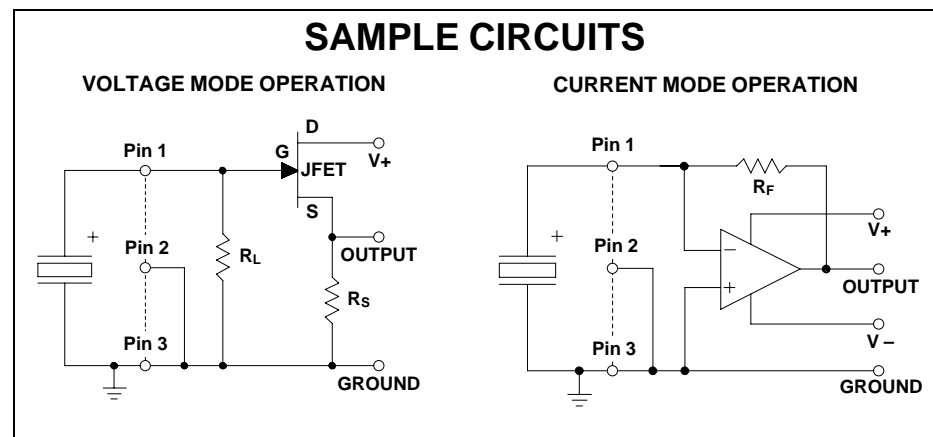 SAMPLE CIRCUITS
VOLTAGE MODE OPERATION
D
Pin 1
G
V+
JFET
S
+
Pin 2
RL
OUTPUT
RS
Pin 3
GROUND
CURRENT MODE OPERATION
Pin 1
RF
V+
+
Pin 2
−
OUTPUT
+
Pin 3
V –
GROUND